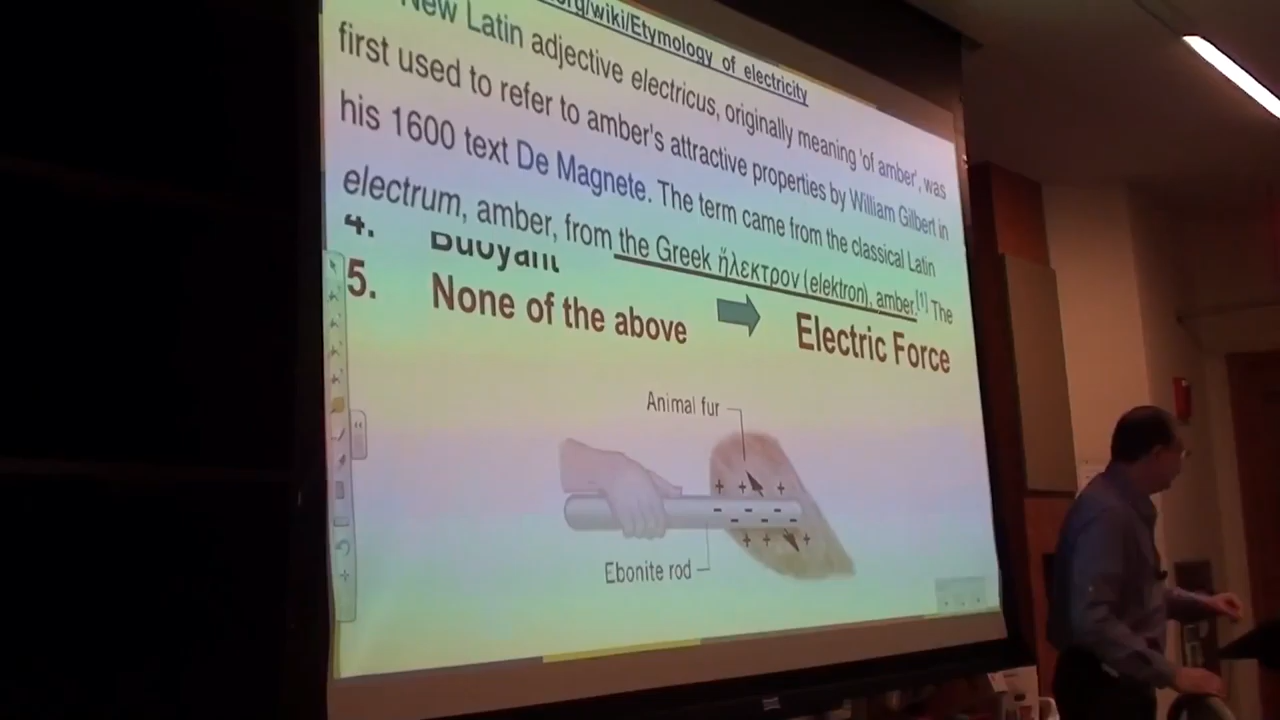 org/wiki/Etymology_of_electricity
New Latin adjective electricus, originally meaning 'of amber', was
first used to refer to amber's attractive properties by William Gilbert in
his 1600 text De Magnete. The term came from the classical Latin
electrum, amber, from the Greek ἤλεκτρον (elektron), amber.[1] The
4. Buoyant
5. None of the above
Electric Force
Animal fur
+ + +
- - -
- - -
+ + +
Ebonite rod